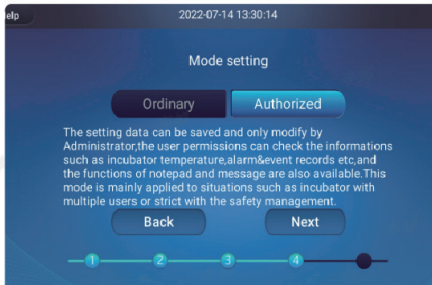 elp
2022-07-14 13:30:14
Mode setting
Ordinary Authorized
The setting data can be saved and only modify by
Administrator,the user permissions can check the informations
such as incubator temperature,alarm&event records etc,and
the functions of notepad and message are also available.This
mode is mainly applied to situations such as incubator with
multiple users or strict with the safety management.
Back Next
1 2 3 4